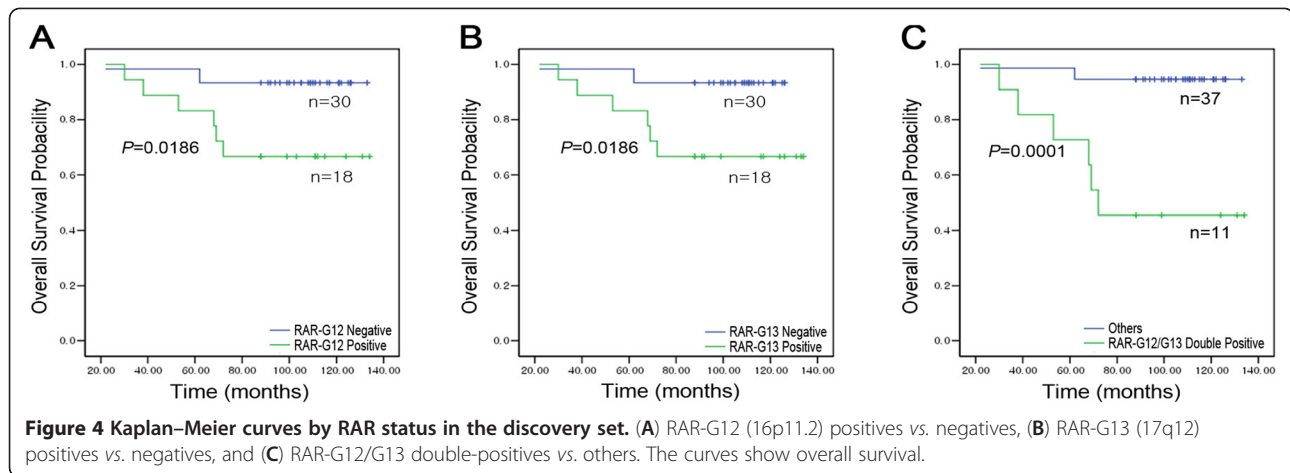 A
Overall Survival Probacility
1.0
0.8
0.6
0.4
0.2
0.0
20.00 40.00 60.00 80.00 100.00 120.00 140.00
Time (months)
n=30
P=0.0186
n=18
RAR-G12 Negative
RAR-G12 Positive
B
Overall Survival Probacility
1.0
0.8
0.6
0.4
0.2
0.0
20.00 40.00 60.00 80.00 100.00 120.00 140.00
Time (months)
n=30
P=0.0186
n=18
RAR-G13 Negative
RAR-G13 Positive
C
Overall Survival Probacility
1.0
0.8
0.6
0.4
0.2
0.0
20.00 40.00 60.00 80.00 100.00 120.00 140.00
Time (months)
n=37
P=0.0001
n=11
Others
RAR-G12/G13 Double Positive
Figure 4 Kaplan–Meier curves by RAR status in the discovery set. (A) RAR-G12 (16p11.2) positives vs. negatives, (B) RAR-G13 (17q12)
positives vs. negatives, and (C) RAR-G12/G13 double-positives vs. others. The curves show overall survival.